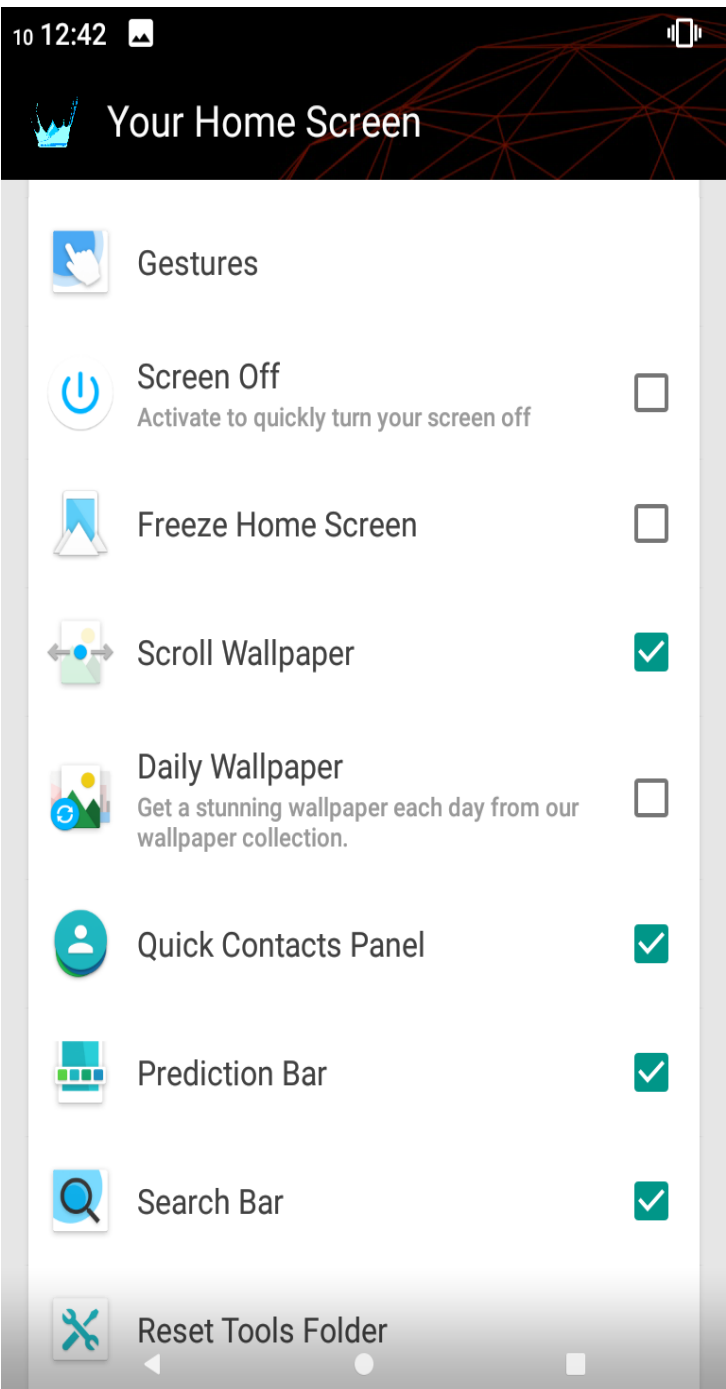 10 12:42
Your Home Screen
Gestures
Screen Off
Activate to quickly turn your screen off
Freeze Home Screen
Scroll Wallpaper
Daily Wallpaper
Get a stunning wallpaper each day from our
wallpaper collection.
Quick Contacts Panel
Prediction Bar
Search Bar
Reset Tools Folder